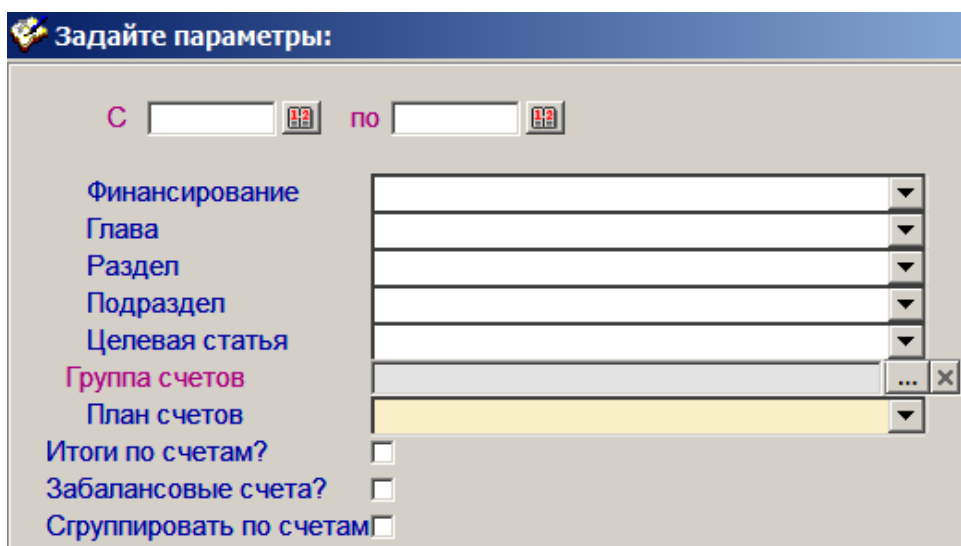 Задайте параметры:
С по
Финансирование
Глава
Раздел
Подраздел
Целевая статья
Группа счетов ...
План счетов
Итоги по счетам?
Забалансовые счета?
Сгруппировать по счетам